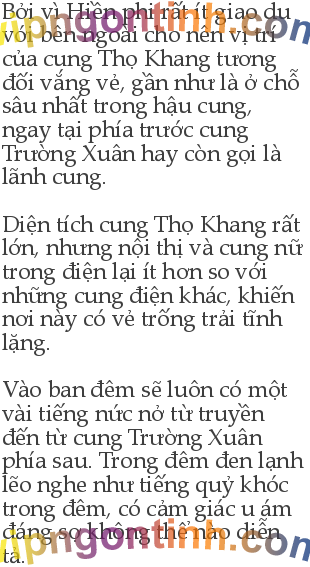 Bởi vì Hiền phi rất ít giao du
với bên ngoài cho nên vị trí
của cung Thọ Khang tương
đối vắng vẻ, gần như là ở chỗ
sâu nhất trong hậu cung,
ngay tại phía trước cung
Trường Xuân hay còn gọi là
lãnh cung.

Diện tích cung Thọ Khang rất
lớn, nhưng nội thị và cung nữ
trong điện lại ít hơn so với
những cung điện khác, khiến
nơi này có vẻ trống trải tĩnh
lặng.

Vào ban đêm sẽ luôn có một
vài tiếng nức nở từ truyền
đến từ cung Trường Xuân
phía sau. Trong đêm đen lạnh
lẽo nghe như tiếng quỷ khóc
trong đêm, có cảm giác u ám
đáng sợ không thể nào diễn
tả.
vpngontinh.com
vpngontinh.com